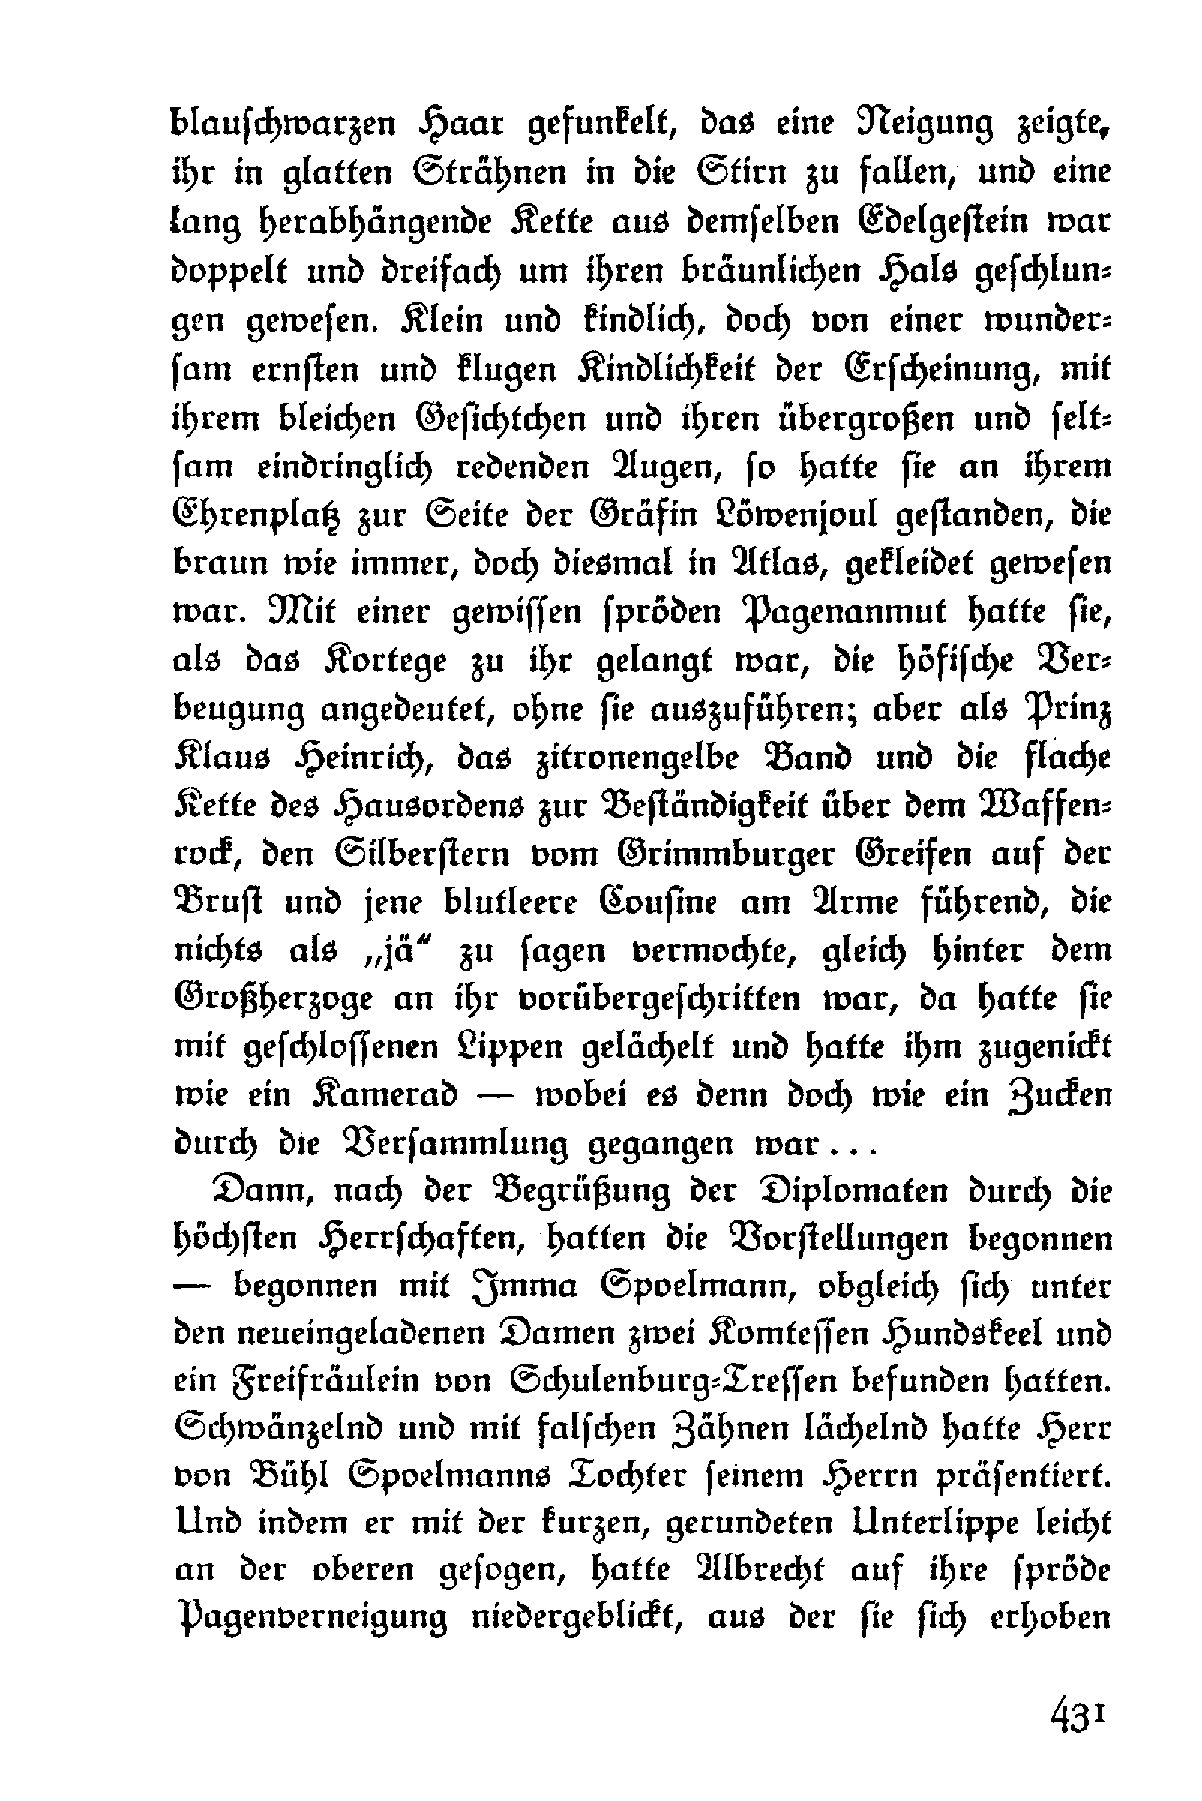 blauschwarzen Haar gefunkelt, das eine Neigung zeigte,
ihr in glatten Strähnen in die Stirn zu fallen, und eine
lang herabhängende Kette aus demselben Edelgestein war
doppelt und dreifach um ihren bräunlichen Hals geschlun-
gen gewesen. Klein und kindlich, doch von einer wunder-
sam ernsten und klugen Kindlichkeit der Erscheinung, mit
ihrem bleichen Gesichtchen und ihren übergroßen und selt-
sam eindringlich redenden Augen, so hatte sie an ihrem
Ehrenplatz zur Seite der Gräfin Löwenjoul gestanden, die
braun wie immer, doch diesmal in Atlas, gekleidet gewesen
war. Mit einer gewissen spröden Pagenanmut hatte sie,
als das Kortege zu ihr gelangt war, die höfische Ver-
beugung angedeutet, ohne sie auszuführen; aber als Prinz
Klaus Heinrich, das zitronengelbe Band und die flache
Kette des Hausordens zur Beständigkeit über dem Waffen-
rock, den Silberstern vom Grimmburger Greifen auf der
Brust und jene blutleere Cousine am Arme führend, die
nichts als „jä“ zu sagen vermochte, gleich hinter dem
Großherzoge an ihr vorübergeschritten war, da hatte sie
mit geschlossenen Lippen gelächelt und hatte ihm zugenickt
wie ein Kamerad — wobei es denn doch wie ein Zucken
durch die Versammlung gegangen war...
Dann, nach der Begrüßung der Diplomaten durch die
höchsten Herrschaften, hatten die Vorstellungen begonnen
— begonnen mit Imma Spoelmann, obgleich sich unter
den neueingeladenen Damen zwei Komtessen Hundskeel und
ein Freifräulein von Schulenburg-Tressen befunden hatten.
Schwänzelnd und mit falschen Zähnen lächelnd hatte Herr
von Bühl Spoelmanns Tochter seinem Herrn präsentiert.
Und indem er mit der kurzen, gerundeten Unterlippe leicht
an der oberen gesogen, hatte Albrecht auf ihre spröde
Pagenverneigung niedergeblickt, aus der sie sich erhoben
431